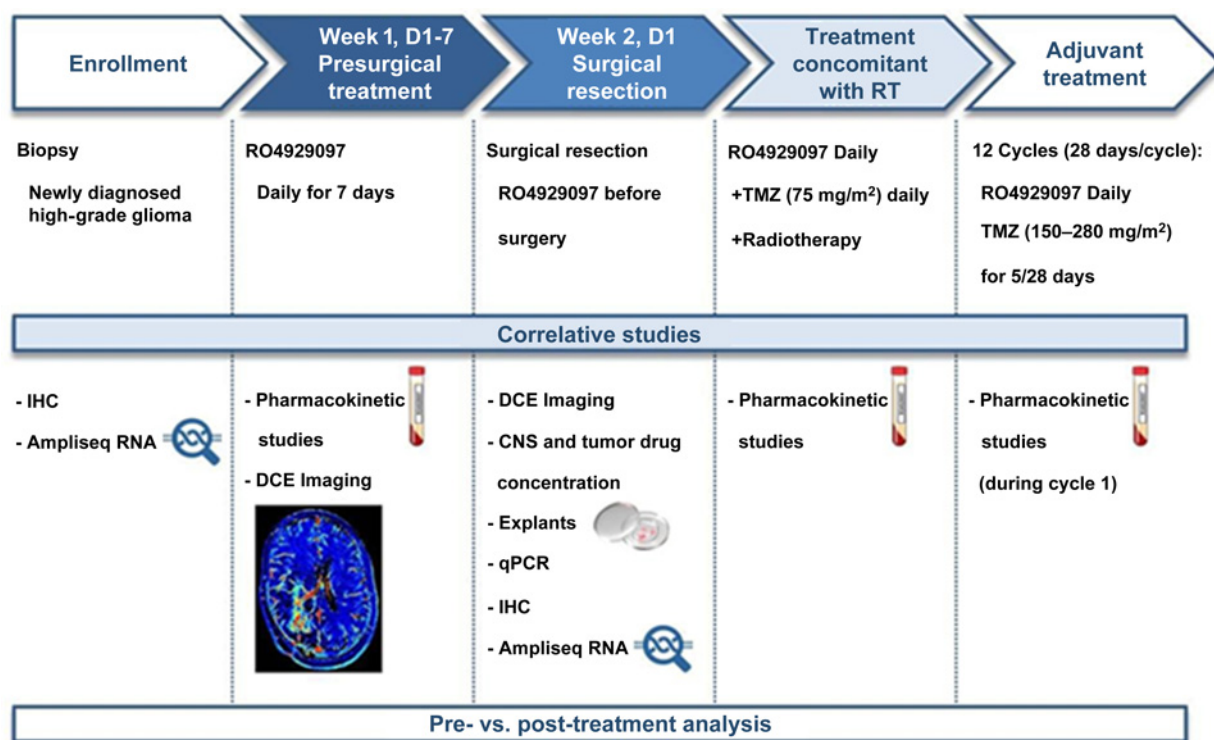 Enrollment
Week 1, D1-7
Presurgical
treatment
Week 2, D1
Surgical
resection
Treatment
concomitant
with RT
Adjuvant
treatment
Biopsy
Newly diagnosed
high-grade glioma
RO4929097
Daily for 7 days
Surgical resection
RO4929097 before
surgery
RO4929097 Daily
+TMZ (75 mg/m²) daily
+Radiotherapy
12 Cycles (28 days/cycle):
RO4929097 Daily
TMZ (150–280 mg/m²)
for 5/28 days
Correlative studies
- IHC
- Ampliseq RNA
- Pharmacokinetic
studies
- DCE Imaging
- DCE Imaging
- CNS and tumor drug
concentration
- Explants
- qPCR
- IHC
- Ampliseq RNA
- Pharmacokinetic
studies
- Pharmacokinetic
studies
(during cycle 1)
Pre- vs. post-treatment analysis